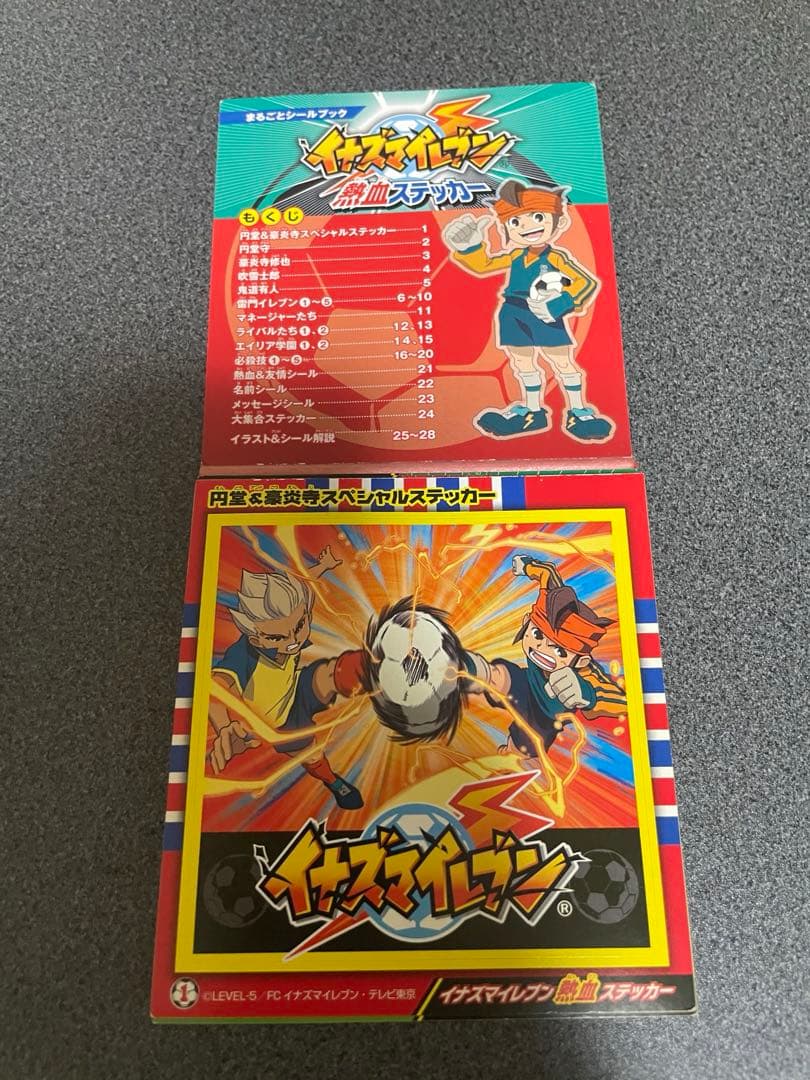 まるごとシールブック
イナズマイレブン
熱血ステッカー
もくじ
円堂&豪炎寺スペシャルステッカー 1
円堂守 2
豪炎寺修也 3
吹雪士郎 4
鬼道有人 5
雷門イレブン①~⑤ 6~10
マネージャーたち 11
ライバルたち①、② 12、13
エイリア学園①、② 14、15
必殺技①~⑤ 16~20
熱血&友情シール 21
名前シール 22
メッセージシール 23
大集合ステッカー 24
イラスト&シール解説 25~28
円堂&豪炎寺スペシャルステッカー
イナズマイレブン®
1 ©LEVEL-5/FCイナズマイレブン・テレビ東京
イナズマイレブン熱血ステッカー